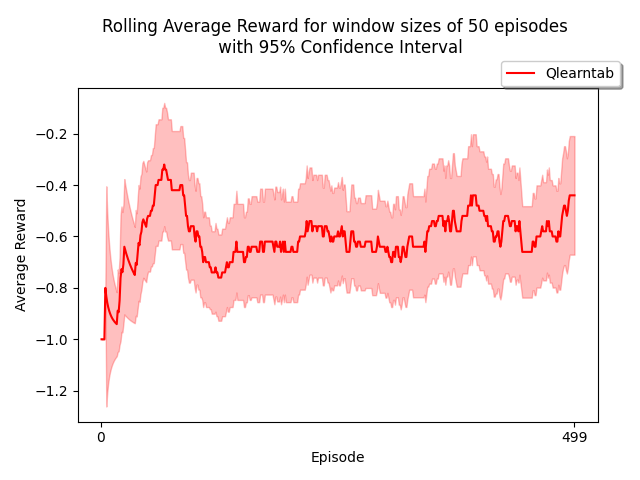 Rolling Average Reward for window sizes of 50 episodes
with 95% Confidence Interval
Qlearntab
−0.2
−0.4
−0.6
−0.8
−1.0
−1.2
Average Reward
0
499
Episode